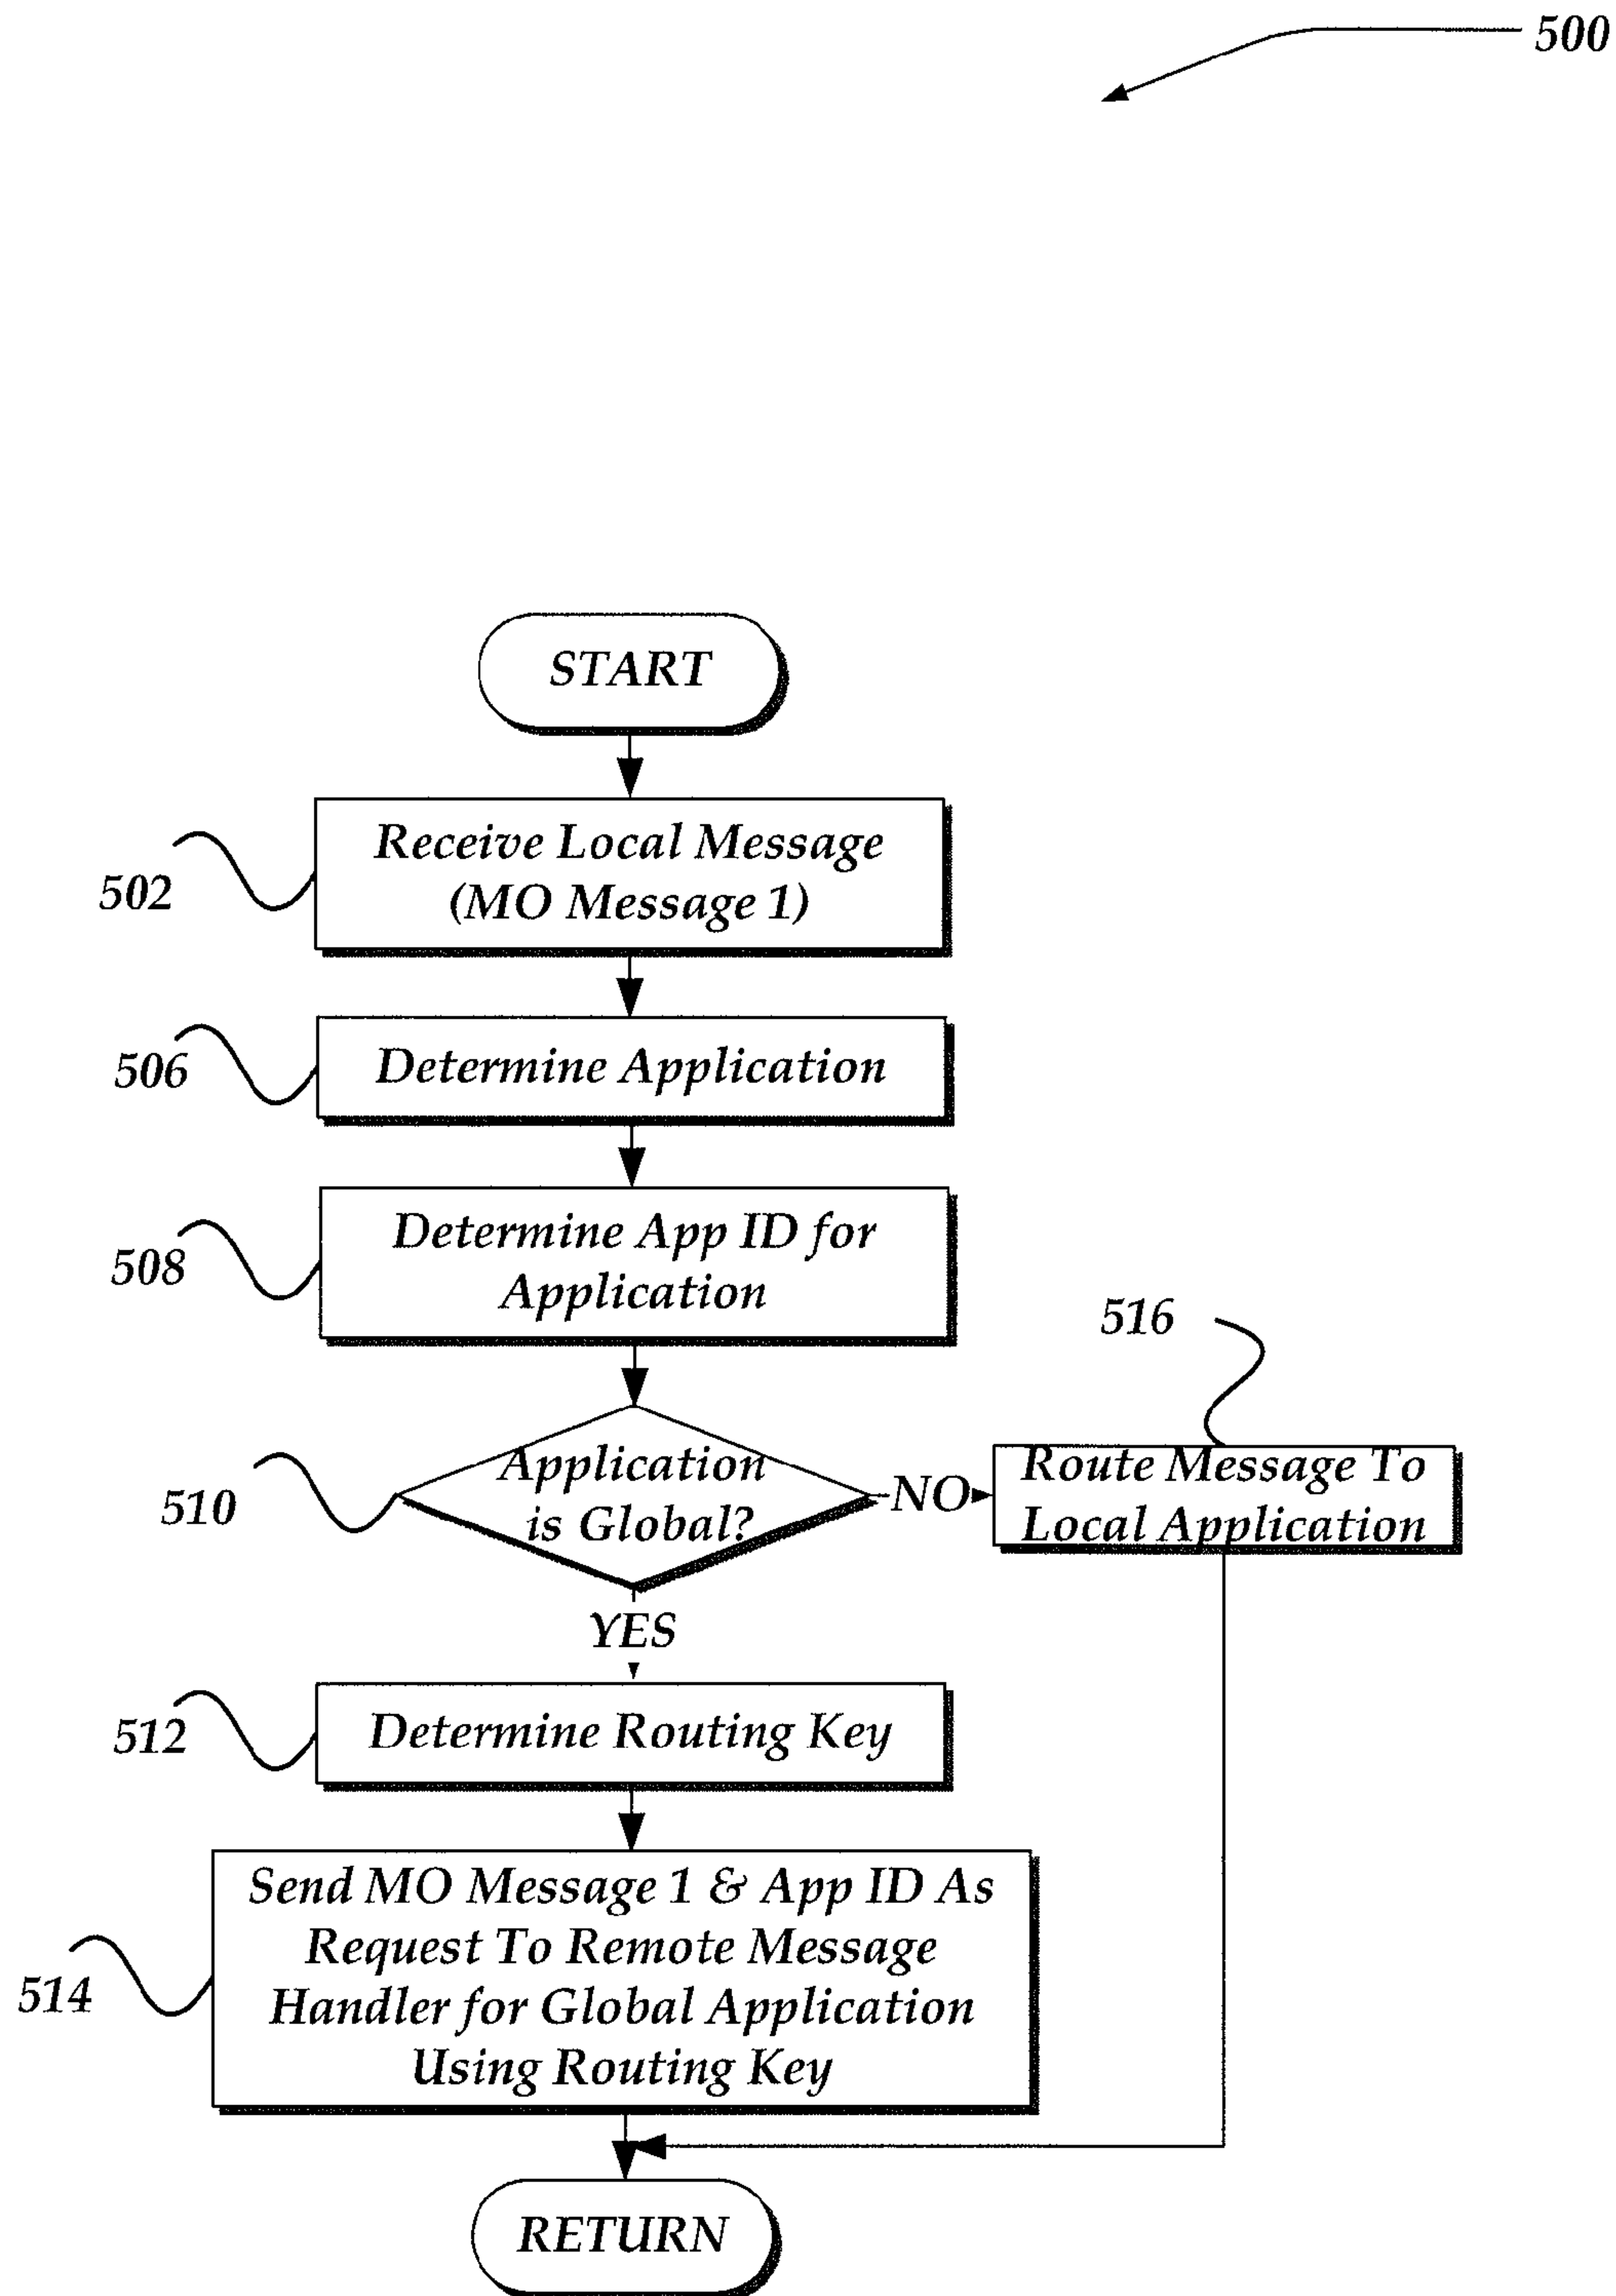 500
START
502
Receive Local Message
(MO Message 1)
506
Determine Application
508
Determine App ID for
Application
510
Application
is Global?
NO
516
Route Message To
Local Application
YES
512
Determine Routing Key
514
Send MO Message 1 & App ID As
Request To Remote Message
Handler for Global Application
Using Routing Key
RETURN